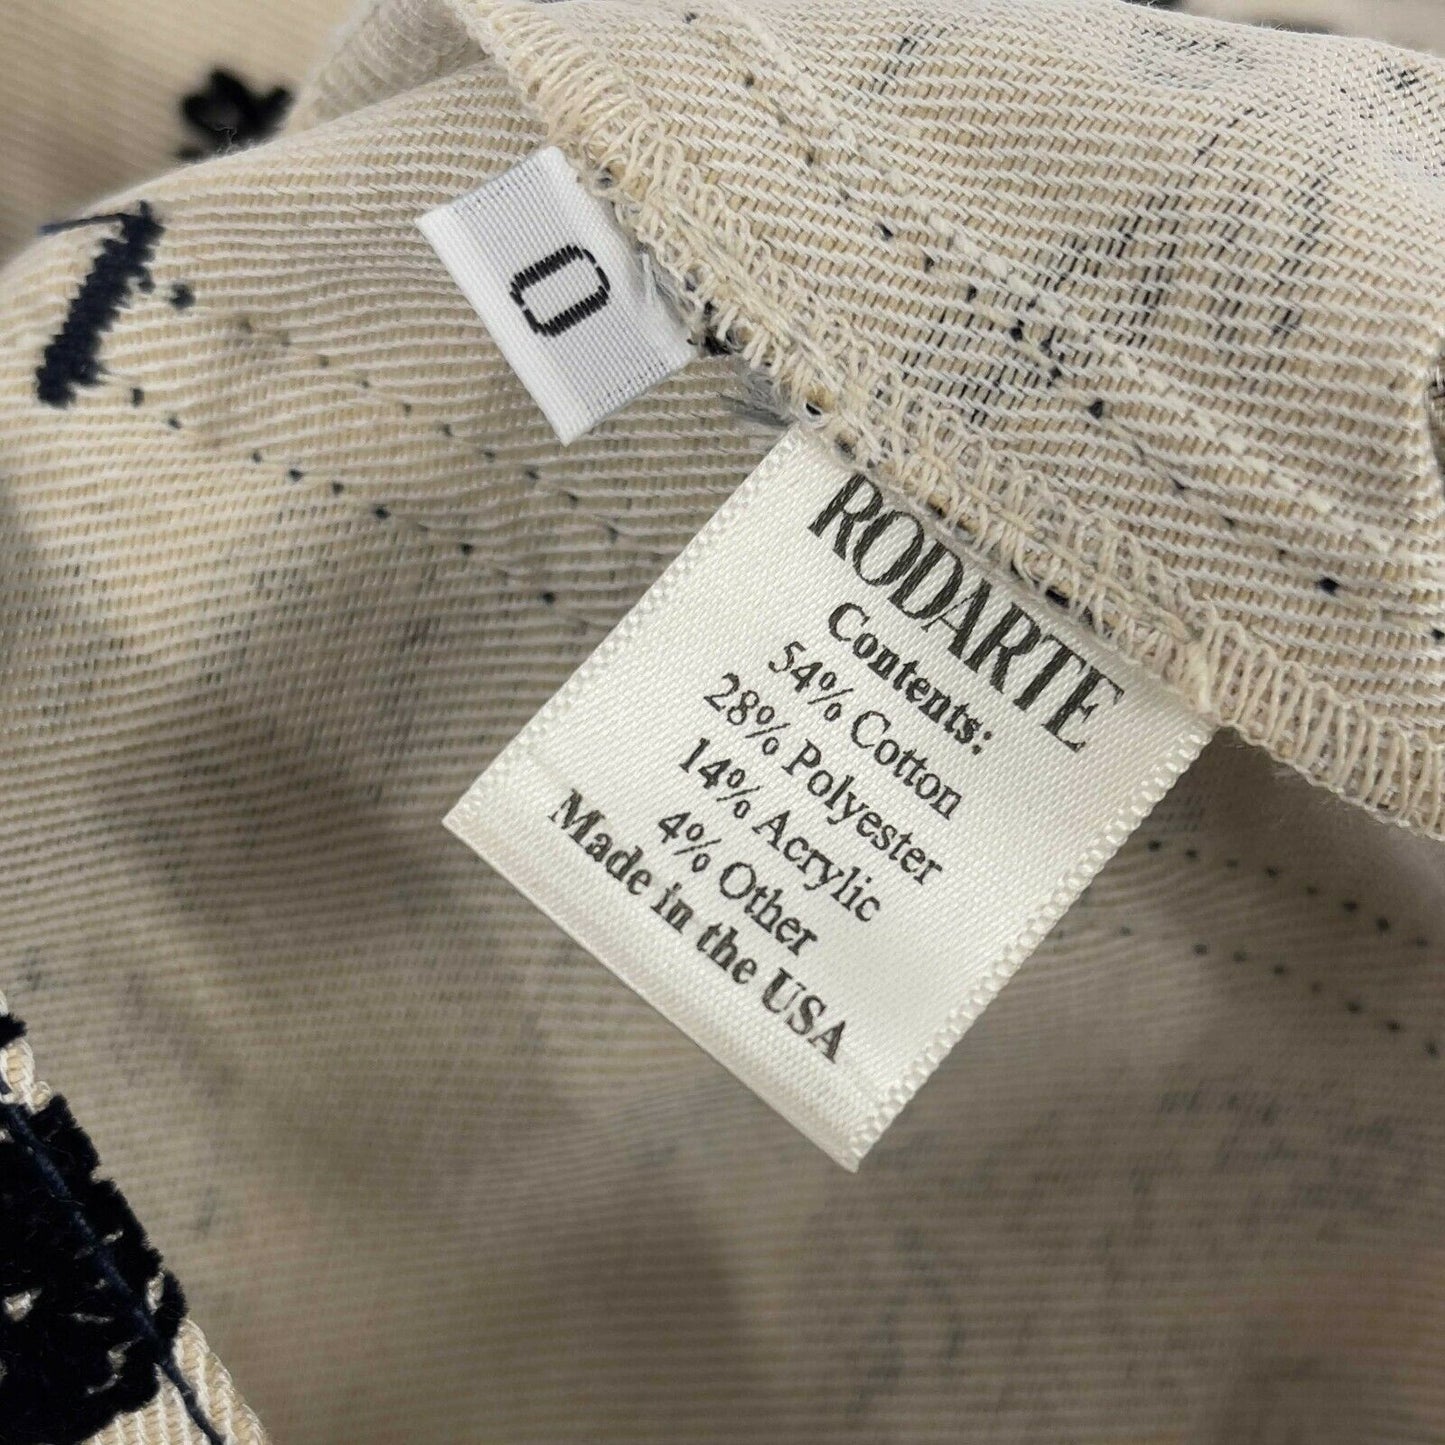 0
RODARTE
Contents:
54% Cotton
28% Polyester
14% Acrylic
4% Other
Made in the USA